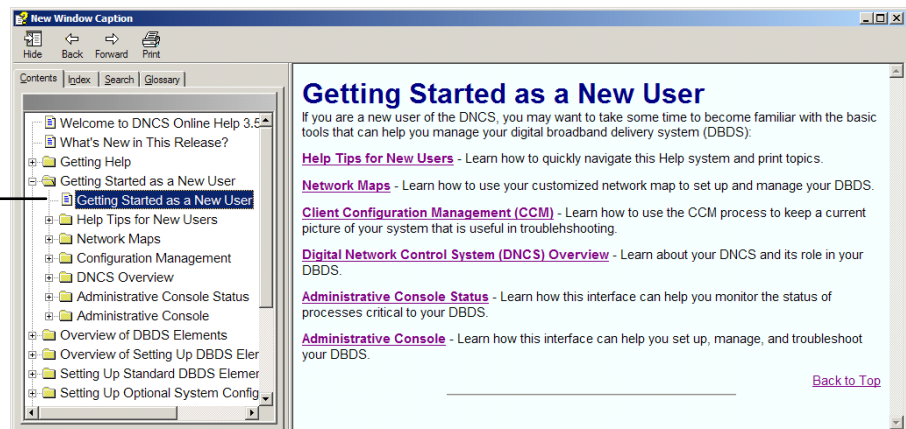 New Window Caption
Hide Back Forward Print
Contents Index Search Glossary
Welcome to DNCS Online Help 3.5
What's New in This Release?
Getting Help
Getting Started as a New User
Getting Started as a New User
Help Tips for New Users
Network Maps
Configuration Management
DNCS Overview
Administrative Console Status
Administrative Console
Overview of DBDS Elements
Overview of Setting Up DBDS Eler
Setting Up Standard DBDS Elemer
Setting Up Optional System Config
Getting Started as a New User
If you are a new user of the DNCS, you may want to take some time to become familiar with the basic
tools that can help you manage your digital broadband delivery system (DBDS):
Help Tips for New Users - Learn how to quickly navigate this Help system and print topics.
Network Maps - Learn how to use your customized network map to set up and manage your DBDS.
Client Configuration Management (CCM) - Learn how to use the CCM process to keep a current
picture of your system that is useful in troublehshooting.
Digital Network Control System (DNCS) Overview - Learn about your DNCS and its role in your
DBDS.
Administrative Console Status - Learn how this interface can help you monitor the status of
processes critical to your DBDS.
Administrative Console - Learn how this interface can help you set up, manage, and troubleshoot
your DBDS.
Back to Top